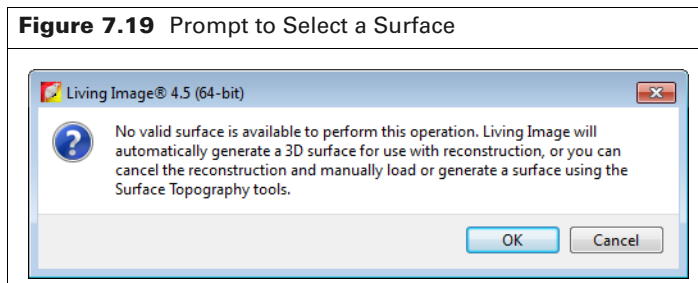 Figure 7.19 Prompt to Select a Surface
Living Image® 4.5 (64-bit)
No valid surface is available to perform this operation. Living Image will
automatically generate a 3D surface for use with reconstruction, or you can
cancel the reconstruction and manually load or generate a surface using the
Surface Topography tools.
OK Cancel